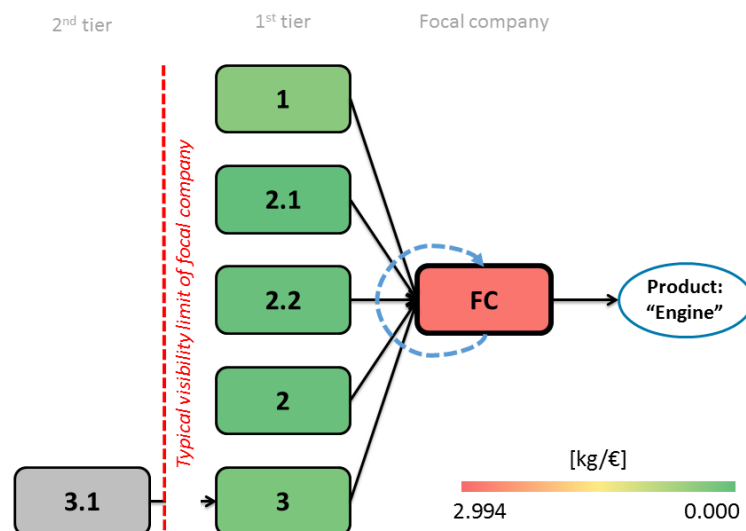 2nd tier
1st tier
Focal company
1
2.1
2.2
2
3
3.1
Typical visibility limit of focal company
FC
Product:
“Engine”
[kg/€]
2.994
0.000